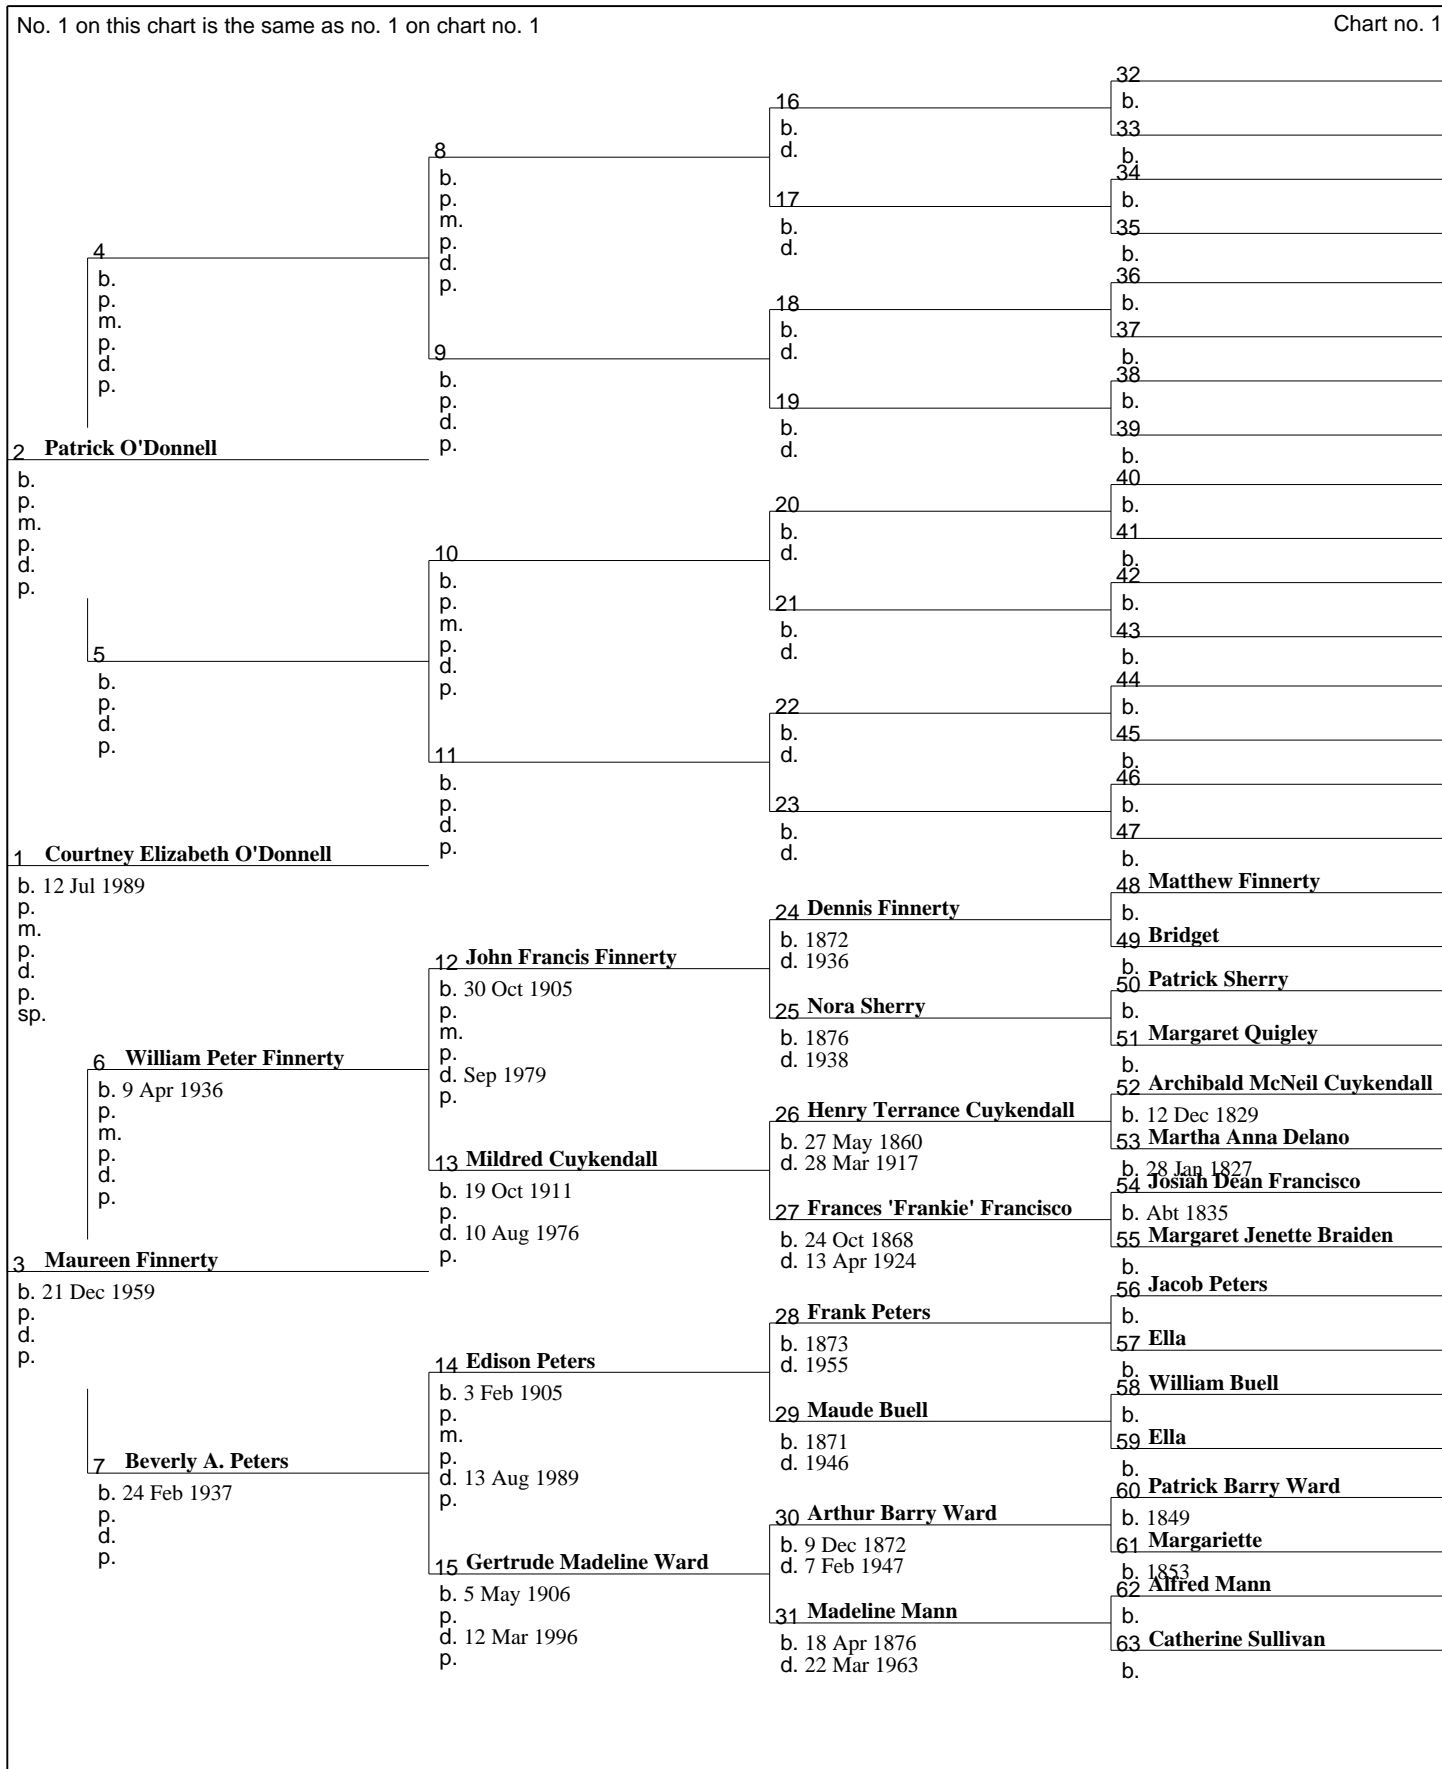 No. 1 on this chart is the same as no. 1 on chart no. 1
Chart no. 1
2 Patrick O'Donnell
b.
p.
m.
p.
d.
p.
1 Courtney Elizabeth O'Donnell
b. 12 Jul 1989
p.
m.
p.
d.
p.
sp.
3 Maureen Finnerty
b. 21 Dec 1959
p.
d.
p.
4
b.
p.
m.
p.
d.
p.
5
b.
p.
d.
p.
6 William Peter Finnerty
b. 9 Apr 1936
p.
m.
p.
d.
p.
7 Beverly A. Peters
b. 24 Feb 1937
p.
d.
p.
8
b.
p.
m.
p.
d.
p.
9
b.
p.
d.
p.
10
b.
p.
m.
p.
d.
p.
11
b.
p.
d.
p.
12 John Francis Finnerty
b. 30 Oct 1905
p.
m.
p.
d. Sep 1979
p.
13 Mildred Cuykendall
b. 19 Oct 1911
p.
d. 10 Aug 1976
p.
14 Edison Peters
b. 3 Feb 1905
p.
m.
p.
d. 13 Aug 1989
p.
15 Gertrude Madeline Ward
b. 5 May 1906
p.
d. 12 Mar 1996
p.
16
b.
d.
17
b.
d.
18
b.
d.
19
b.
d.
20
b.
d.
21
b.
d.
22
b.
d.
23
b.
d.
24 Dennis Finnerty
b. 1872
d. 1936
25 Nora Sherry
b. 1876
d. 1938
26 Henry Terrance Cuykendall
b. 27 May 1860
d. 28 Mar 1917
27 Frances 'Frankie' Francisco
b. 24 Oct 1868
d. 13 Apr 1924
28 Frank Peters
b. 1873
d. 1955
29 Maude Buell
b. 1871
d. 1946
30 Arthur Barry Ward
b. 9 Dec 1872
d. 7 Feb 1947
31 Madeline Mann
b. 18 Apr 1876
d. 22 Mar 1963
32
b.
33
b.
34
b.
35
b.
36
b.
37
b.
38
b.
39
b.
40
b.
41
b.
42
b.
43
b.
44
b.
45
b.
46
b.
47
b.
48 Matthew Finnerty
b.
49 Bridget
b.
50 Patrick Sherry
b.
51 Margaret Quigley
b.
52 Archibald McNeil Cuykendall
b. 12 Dec 1829
53 Martha Anna Delano
b. 28 Jan 1827
54 Josiah Dean Francisco
b. Abt 1835
55 Margaret Jenette Braiden
b.
56 Jacob Peters
b.
57 Ella
b.
58 William Buell
b.
59 Ella
b.
60 Patrick Barry Ward
b. 1849
61 Margariette
b. 1853
62 Alfred Mann
b.
63 Catherine Sullivan
b.